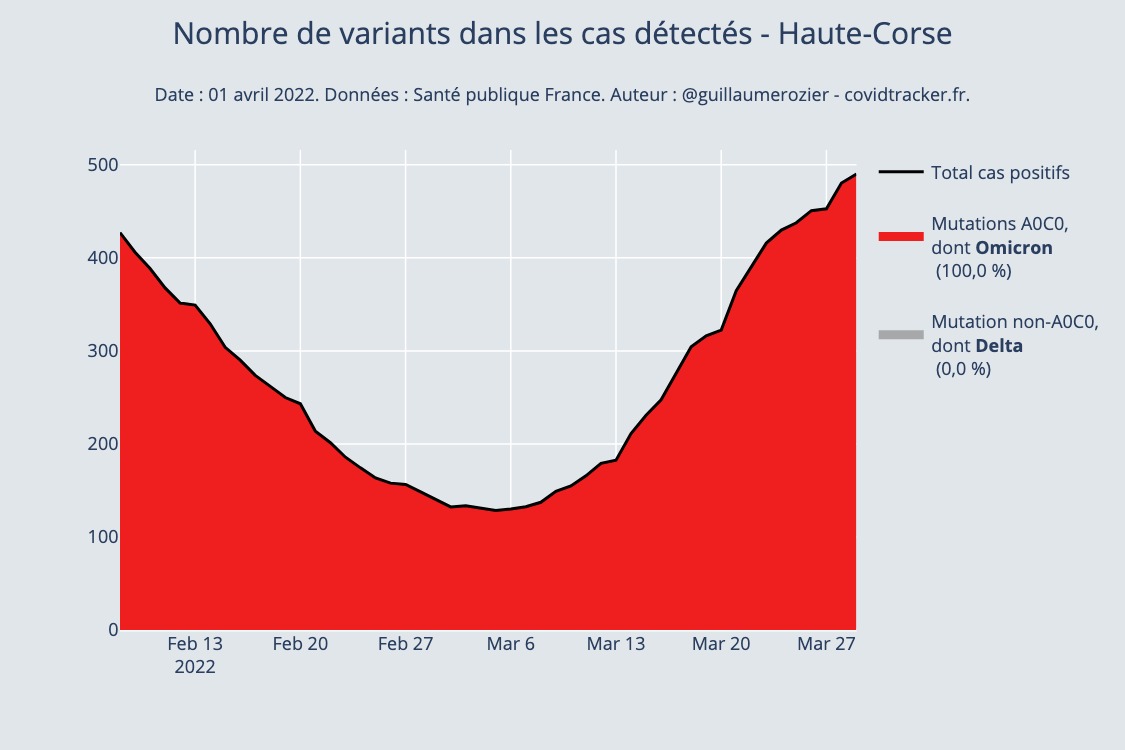 Nombre de variants dans les cas détectés - Haute-Corse
Date : 01 avril 2022. Données : Santé publique France. Auteur : @guillaumerozier - covidtracker.fr.
500
400
300
200
100
0
Feb 13
2022
Feb 20
Feb 27
Mar 6
Mar 13
Mar 20
Mar 27
Total cas positifs
Mutations A0C0,
dont Omicron
(100,0 %)
Mutation non-A0C0,
dont Delta
(0,0 %)